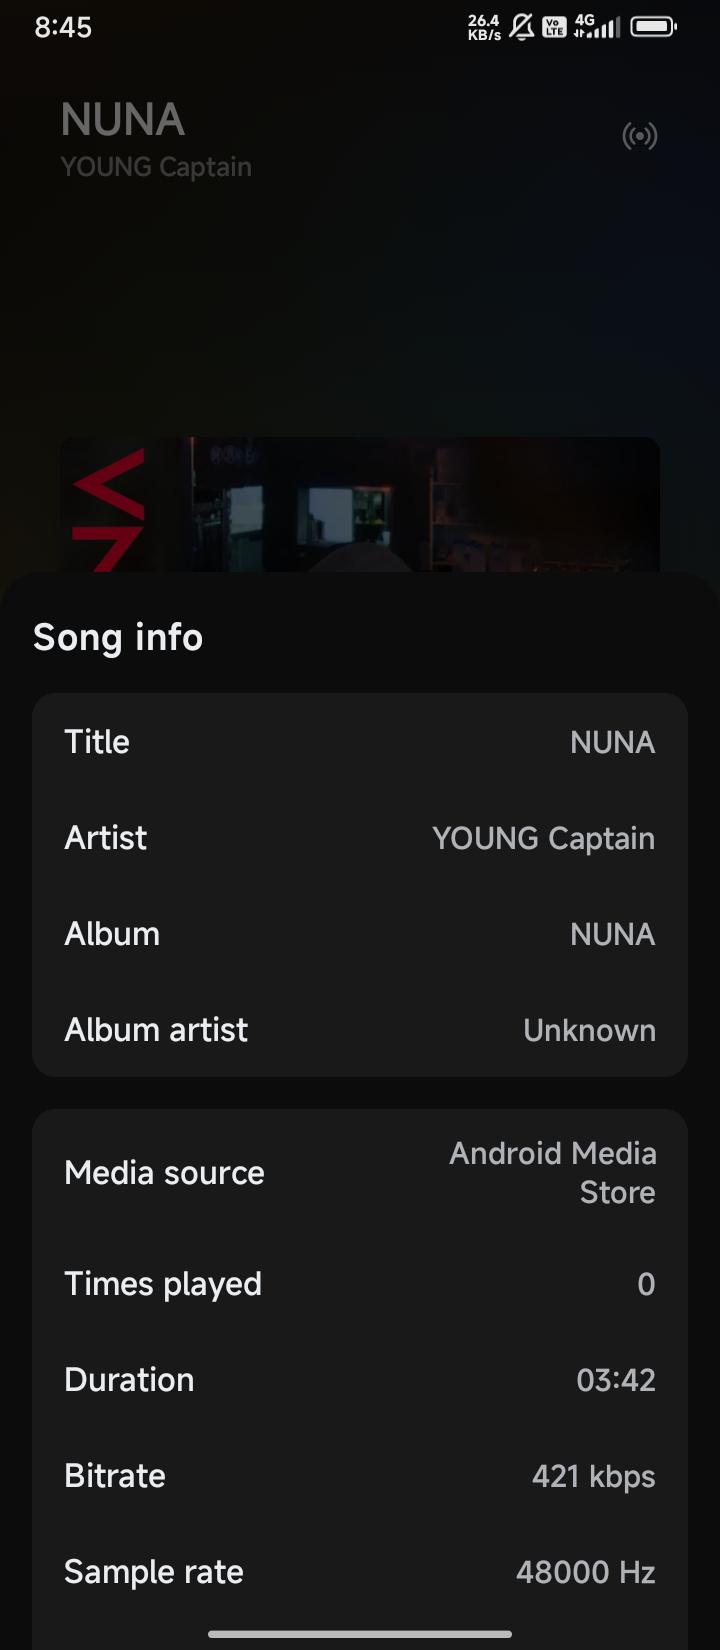 8:45
26.4
KB/s
Vo
LTE
4G
NUNA
YOUNG Captain
Song info
Title
NUNA
Artist
YOUNG Captain
Album
NUNA
Album artist
Unknown
Media source
Android Media
Store
Times played
0
Duration
03:42
Bitrate
421 kbps
Sample rate
48000 Hz